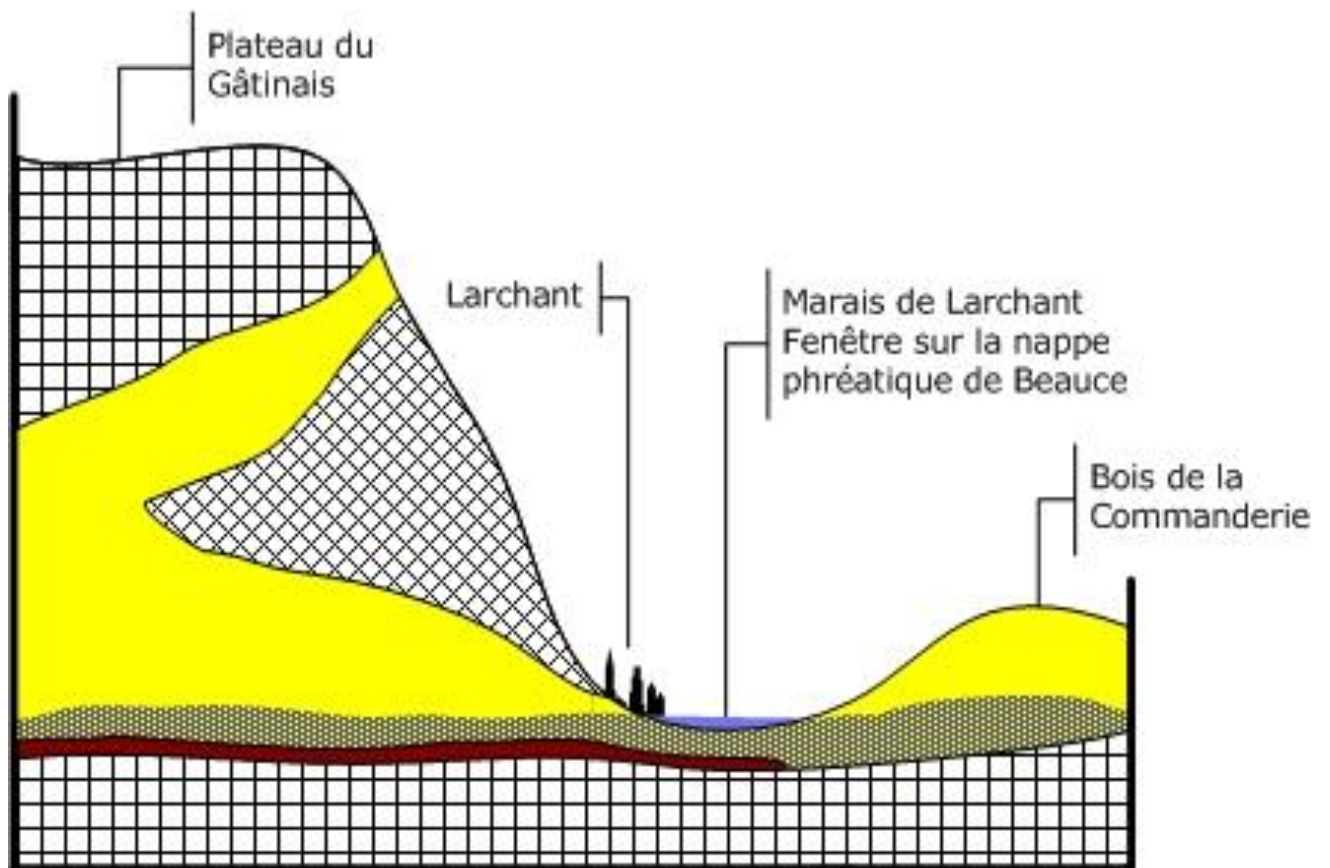 Plateau du
Gâtinais
Larchant
Marais de Larchant
Fenêtre sur la nappe
phréatique de Beauce
Bois de la
Commanderie